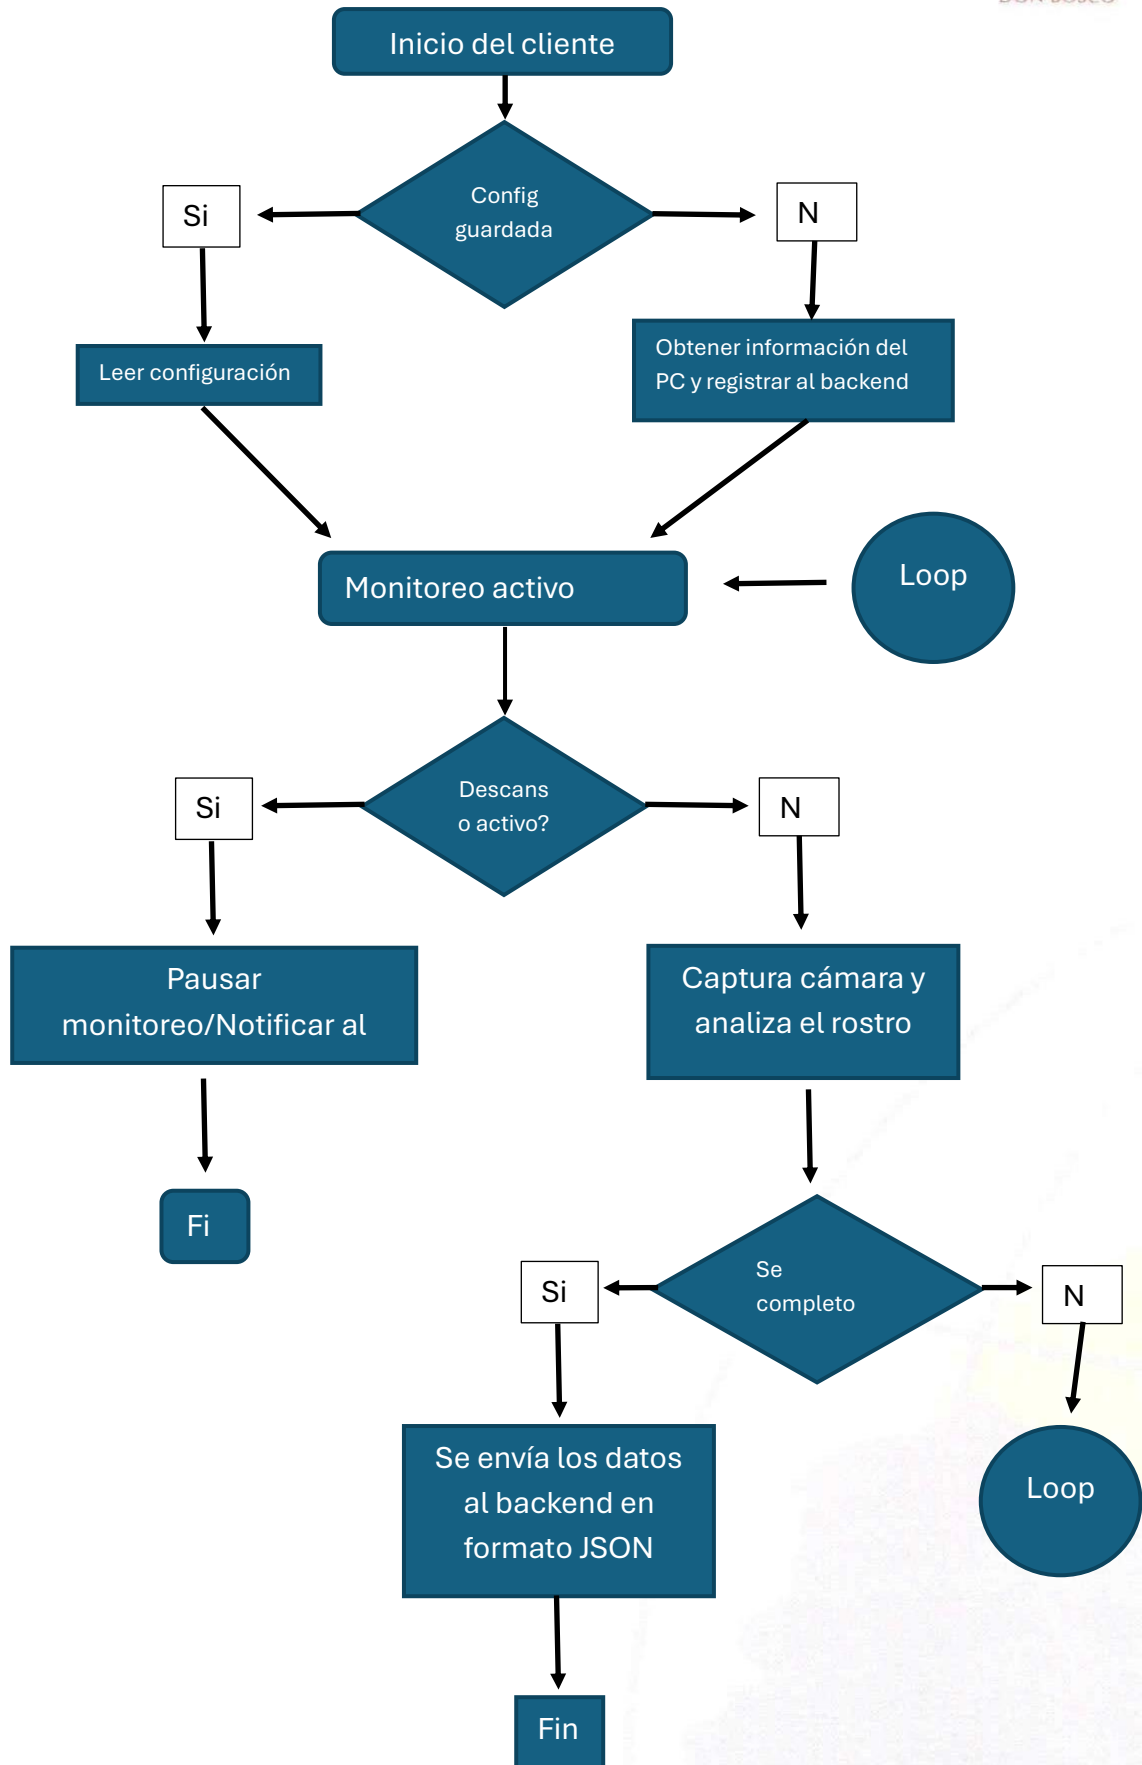 DON BOSCO
Inicio del cliente
Config
guardada
Si
N
Leer configuración
Obtener información del
PC y registrar al backend
Monitoreo activo
Loop
Descans
o activo?
Si
N
Pausar
monitoreo/Notificar al
Captura cámara y
analiza el rostro
Fi
Se
completo
Si
N
Se envía los datos
al backend en
formato JSON
Loop
Fin